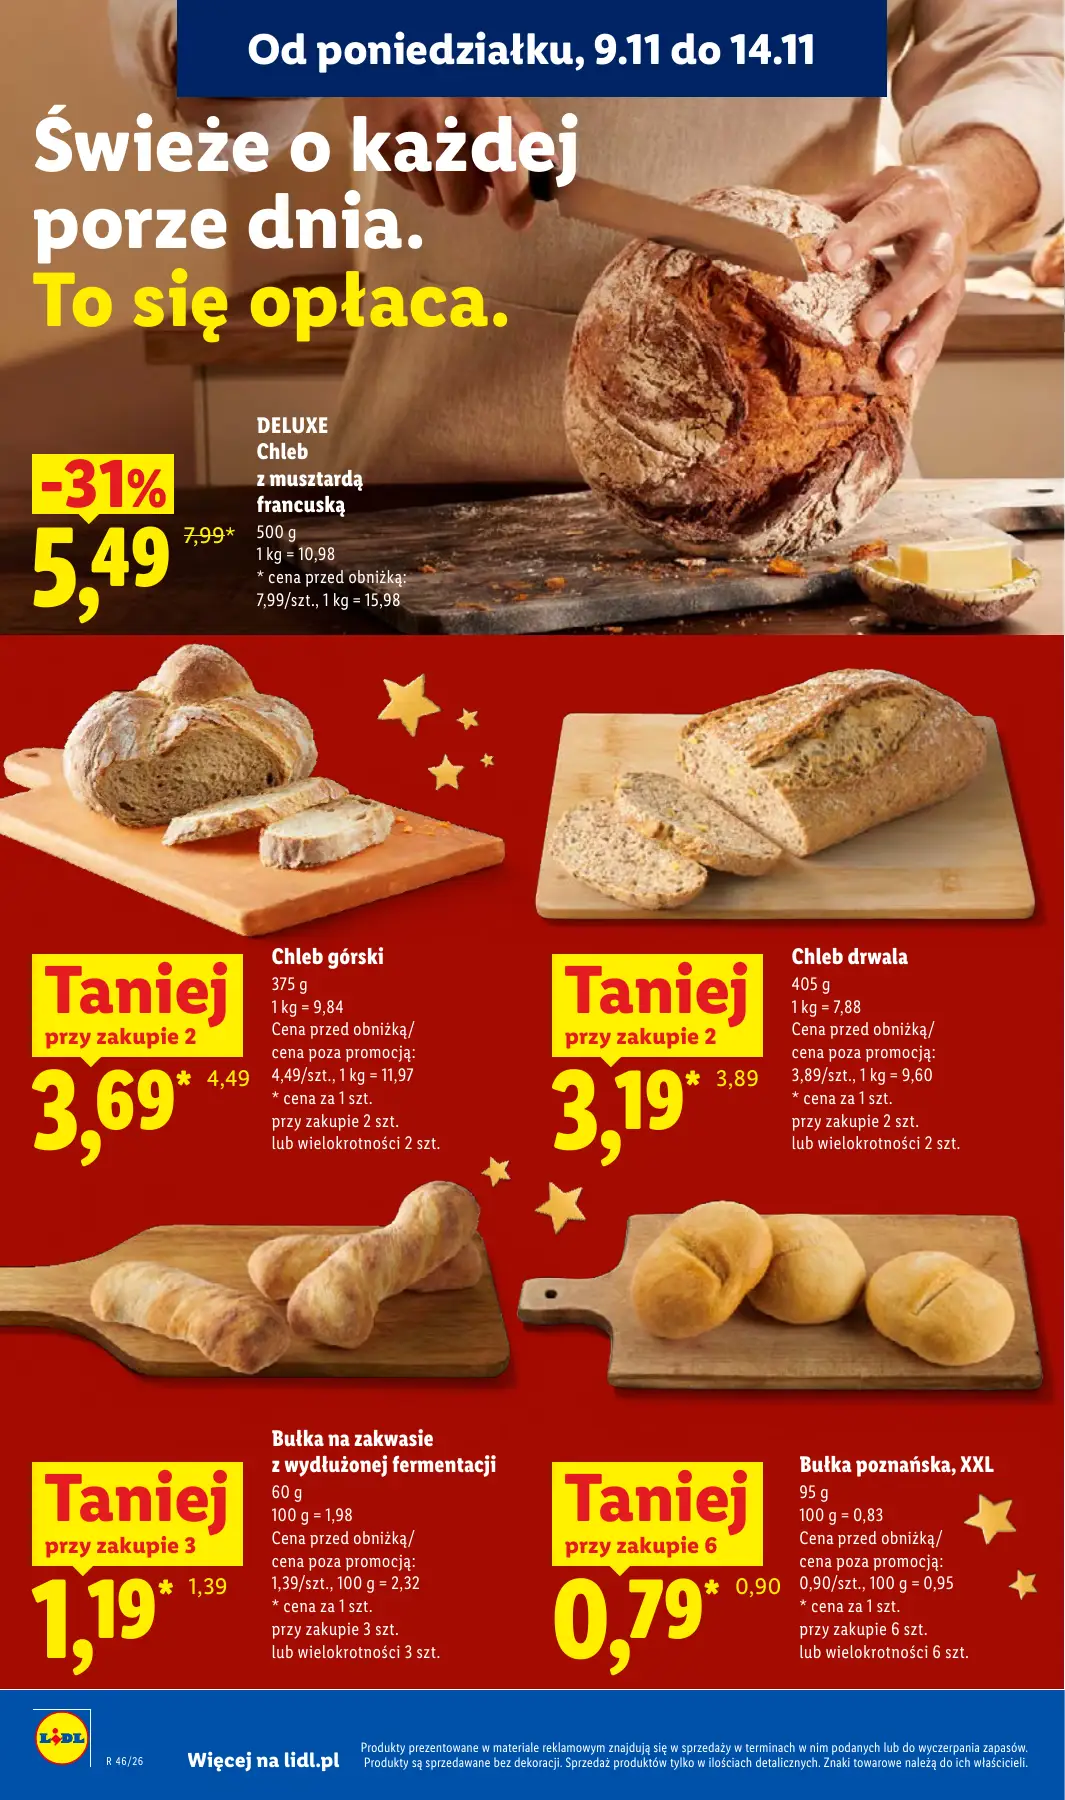 Od poniedziałku, 9.11 do 14.11
Świeże o każdej
porze dnia.
To się opłaca.
DELUXE
Chleb
z musztardą
francuską
500 g
1 kg = 10,98
* cena przed obniżką:
7,99/szt., 1 kg = 15,98
-31%
7,99*
5,49
Chleb górski
375 g
1 kg = 9,84
Cena przed obniżką/
cena poza promocją:
4,49/szt., 1 kg = 11,97
* cena za 1 szt.
przy zakupie 2 szt.
lub wielokrotności 2 szt.
Taniej
przy zakupie 2
3,69* 4,49
Chleb drwala
405 g
1 kg = 7,88
Cena przed obniżką/
cena poza promocją:
3,89/szt., 1 kg = 9,60
* cena za 1 szt.
przy zakupie 2 szt.
lub wielokrotności 2 szt.
Taniej
przy zakupie 2
3,19* 3,89
Bułka na zakwasie
z wydłużonej fermentacji
60 g
100 g = 1,98
Cena przed obniżką/
cena poza promocją:
1,39/szt., 100 g = 2,32
* cena za 1 szt.
przy zakupie 3 szt.
lub wielokrotności 3 szt.
Taniej
przy zakupie 3
1,19* 1,39
Bułka poznańska, XXL
95 g
100 g = 0,83
Cena przed obniżką/
cena poza promocją:
0,90/szt., 100 g = 0,95
* cena za 1 szt.
przy zakupie 6 szt.
lub wielokrotności 6 szt.
Taniej
przy zakupie 6
0,79* 0,90
LIDL
R 46/26
Więcej na lidl.pl
Produkty prezentowane w materiale reklamowym znajdują się w sprzedaży w terminach w nim podanych lub do wyczerpania zapasów.
Produkty są sprzedawane bez dekoracji. Sprzedaż produktów tylko w ilościach detalicznych. Znaki towarowe należą do ich właścicieli.